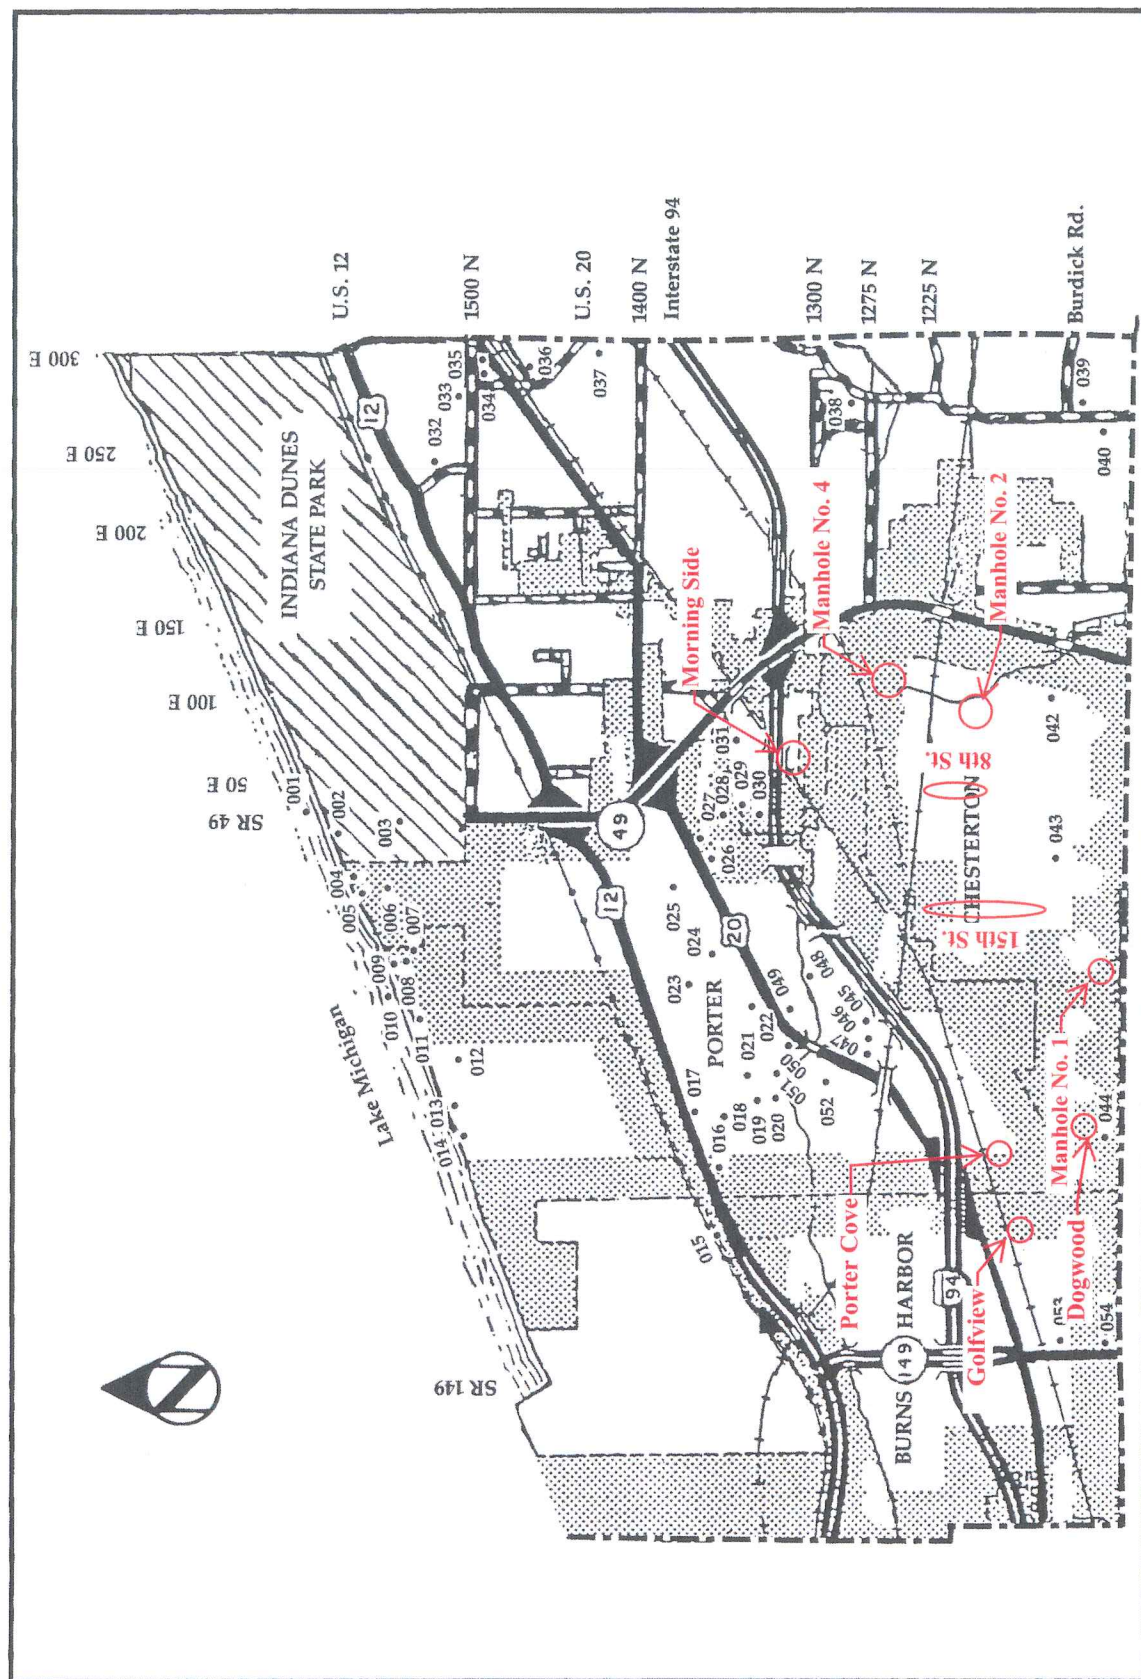 300 E
250 E
200 E
150 E
100 E
50 E
SR 49
SR 149
Lake Michigan
INDIANA DUNES
STATE PARK
U.S. 12
1500 N
U.S. 20
1400 N
Interstate 94
1300 N
1275 N
1225 N
Burdick Rd.
12
12
20
49
94
149
N
PORTER
BURNS
HARBOR
CHESTERTON
001
002
003
004
005
006
007
008
009
010
011
012
013
014
015
016
017
018
019
020
021
022
023
024
025
026
027
028
029
030
031
032
033
034
035
036
037
038
039
040
042
043
044
045
046
047
048
049
050
051
052
053
054
Morning Side
Manhole No. 4
Manhole No. 2
8th St.
15th St.
Manhole No. 1
Dogwood
Porter Cove
Golfview